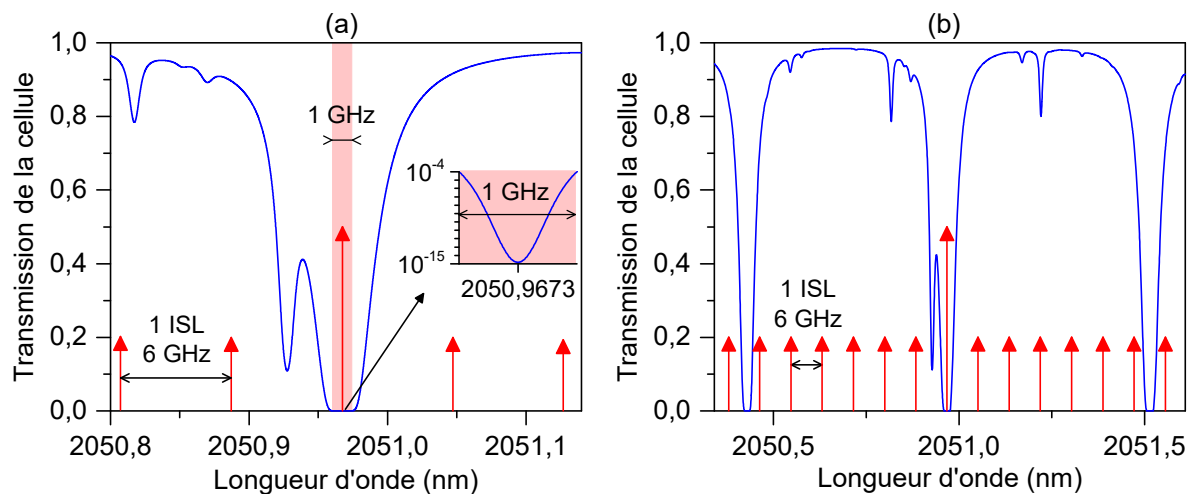 (a)
Transmission de la cellule
1,0
0,8
0,6
0,4
0,2
0,0
1 GHz
10⁻⁴
1 GHz
10⁻¹⁵
2050,9673
1 ISL
6 GHz
2050,8
2050,9
2051,0
2051,1
Longueur d'onde (nm)
(b)
Transmission de la cellule
1,0
0,8
0,6
0,4
0,2
0,0
1 ISL
6 GHz
2050,5
2051,0
2051,5
Longueur d'onde (nm)